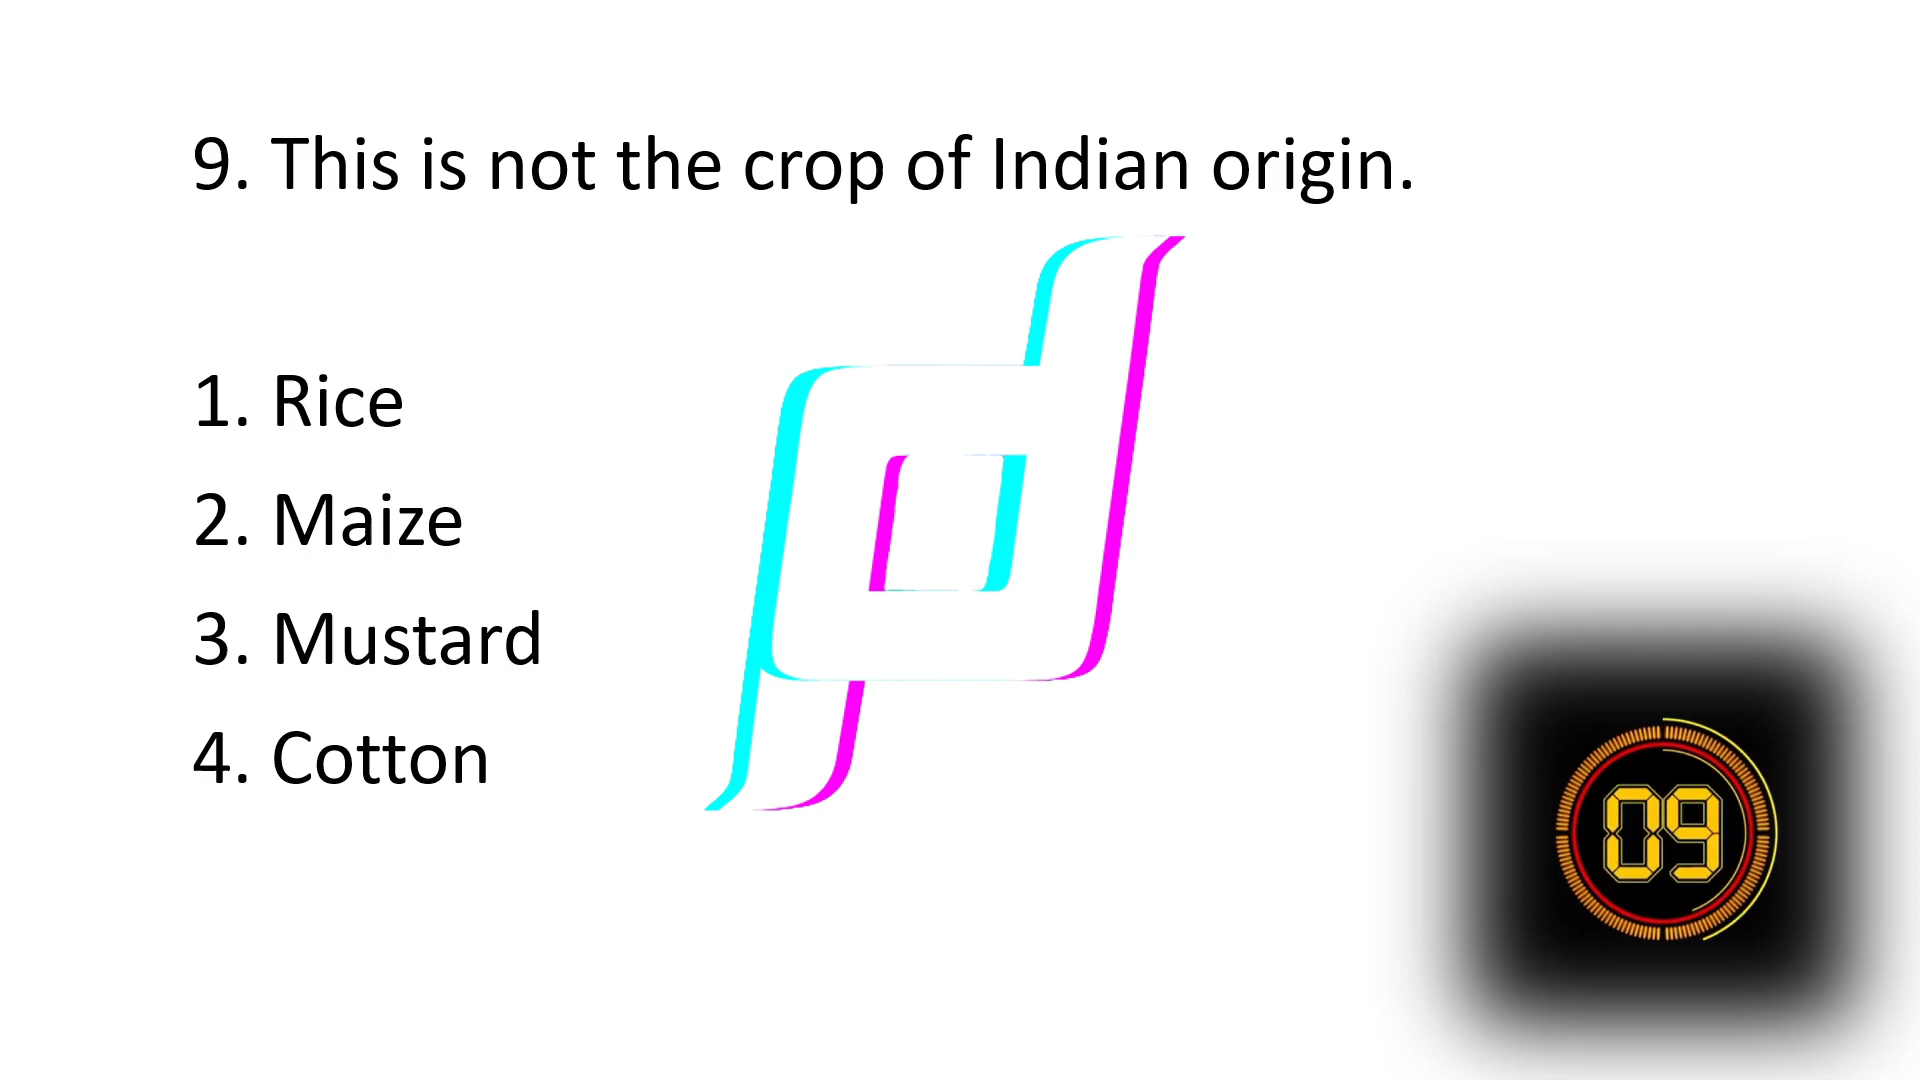 9. This is not the crop of Indian origin.
1. Rice
2. Maize
3. Mustard
4. Cotton
09